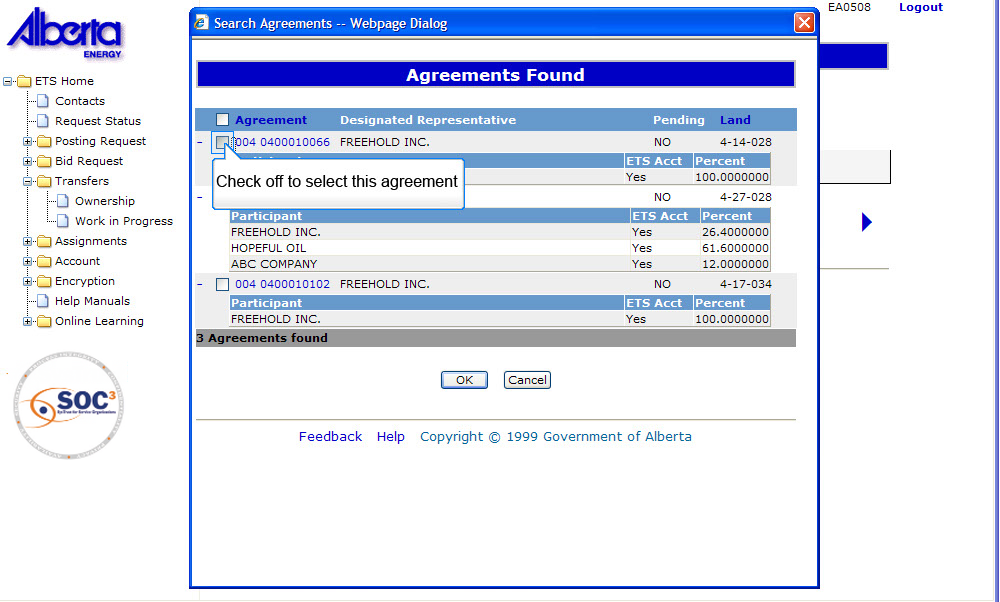 EA0508 Logout
Search Agreements -- Webpage Dialog
Alberta
ENERGY
ETS Home
Contacts
Request Status
Posting Request
Bid Request
Transfers
Ownership
Work in Progress
Assignments
Account
Encryption
Help Manuals
Online Learning
SOC3
Agreements Found
Agreement Designated Representative Pending Land
- 004 0400010066 FREEHOLD INC. NO 4-14-028
ETS Acct Percent
Yes 100.0000000
Check off to select this agreement
- NO 4-27-028
Participant ETS Acct Percent
FREEHOLD INC. Yes 26.4000000
HOPEFUL OIL Yes 61.6000000
ABC COMPANY Yes 12.0000000
- 004 0400010102 FREEHOLD INC. NO 4-17-034
Participant ETS Acct Percent
FREEHOLD INC. Yes 100.0000000
3 Agreements found
OK Cancel
Feedback Help Copyright © 1999 Government of Alberta